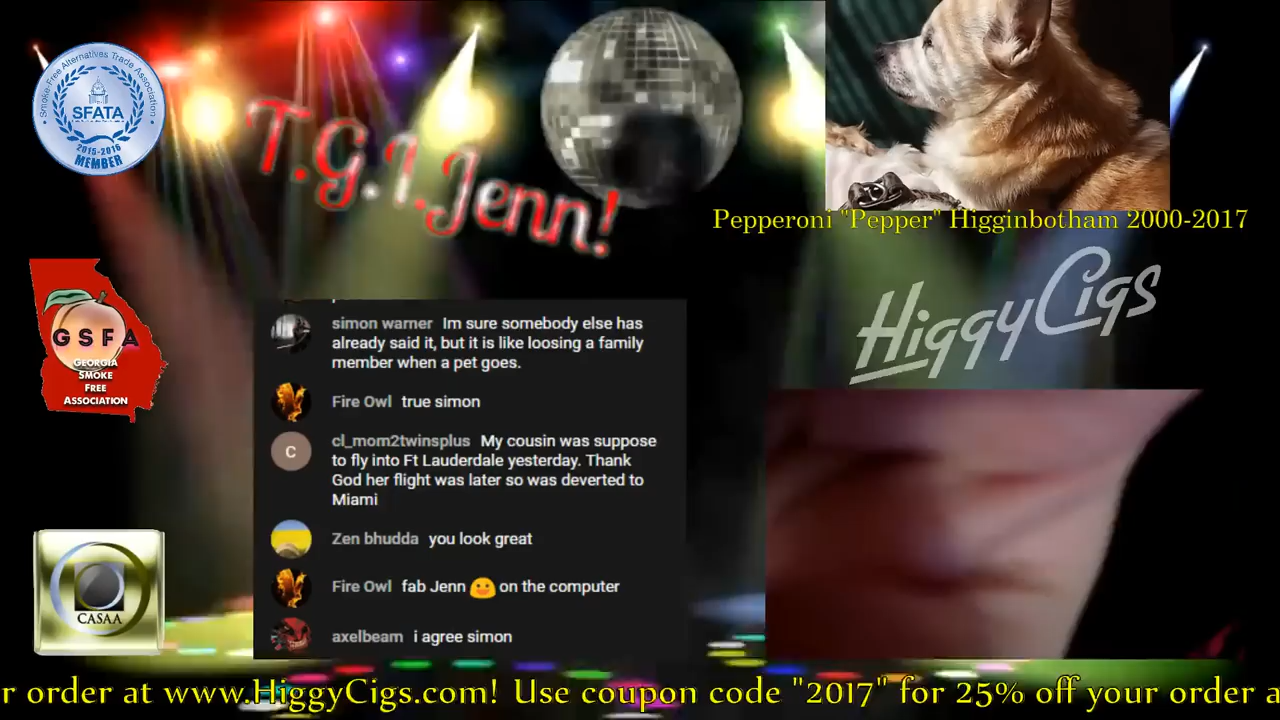 Smoke-Free Alternatives Trade Association
SFATA
2015-2016
MEMBER
T.G.I.Jenn!
Pepperoni "Pepper" Higginbotham 2000-2017
HiggyCigs
GSFA
GEORGIA
SMOKE
FREE
ASSOCIATION
simon warner Im sure somebody else has
already said it, but it is like loosing a family
member when a pet goes.
Fire Owl true simon
C
cl_mom2twinsplus My cousin was suppose
to fly into Ft Lauderdale yesterday. Thank
God her flight was later so was deverted to
Miami
Zen bhudda you look great
Fire Owl fab Jenn 😛 on the computer
axelbeam i agree simon
CASAA
r order at www.HiggyCigs.com! Use coupon code "2017" for 25% off your order a